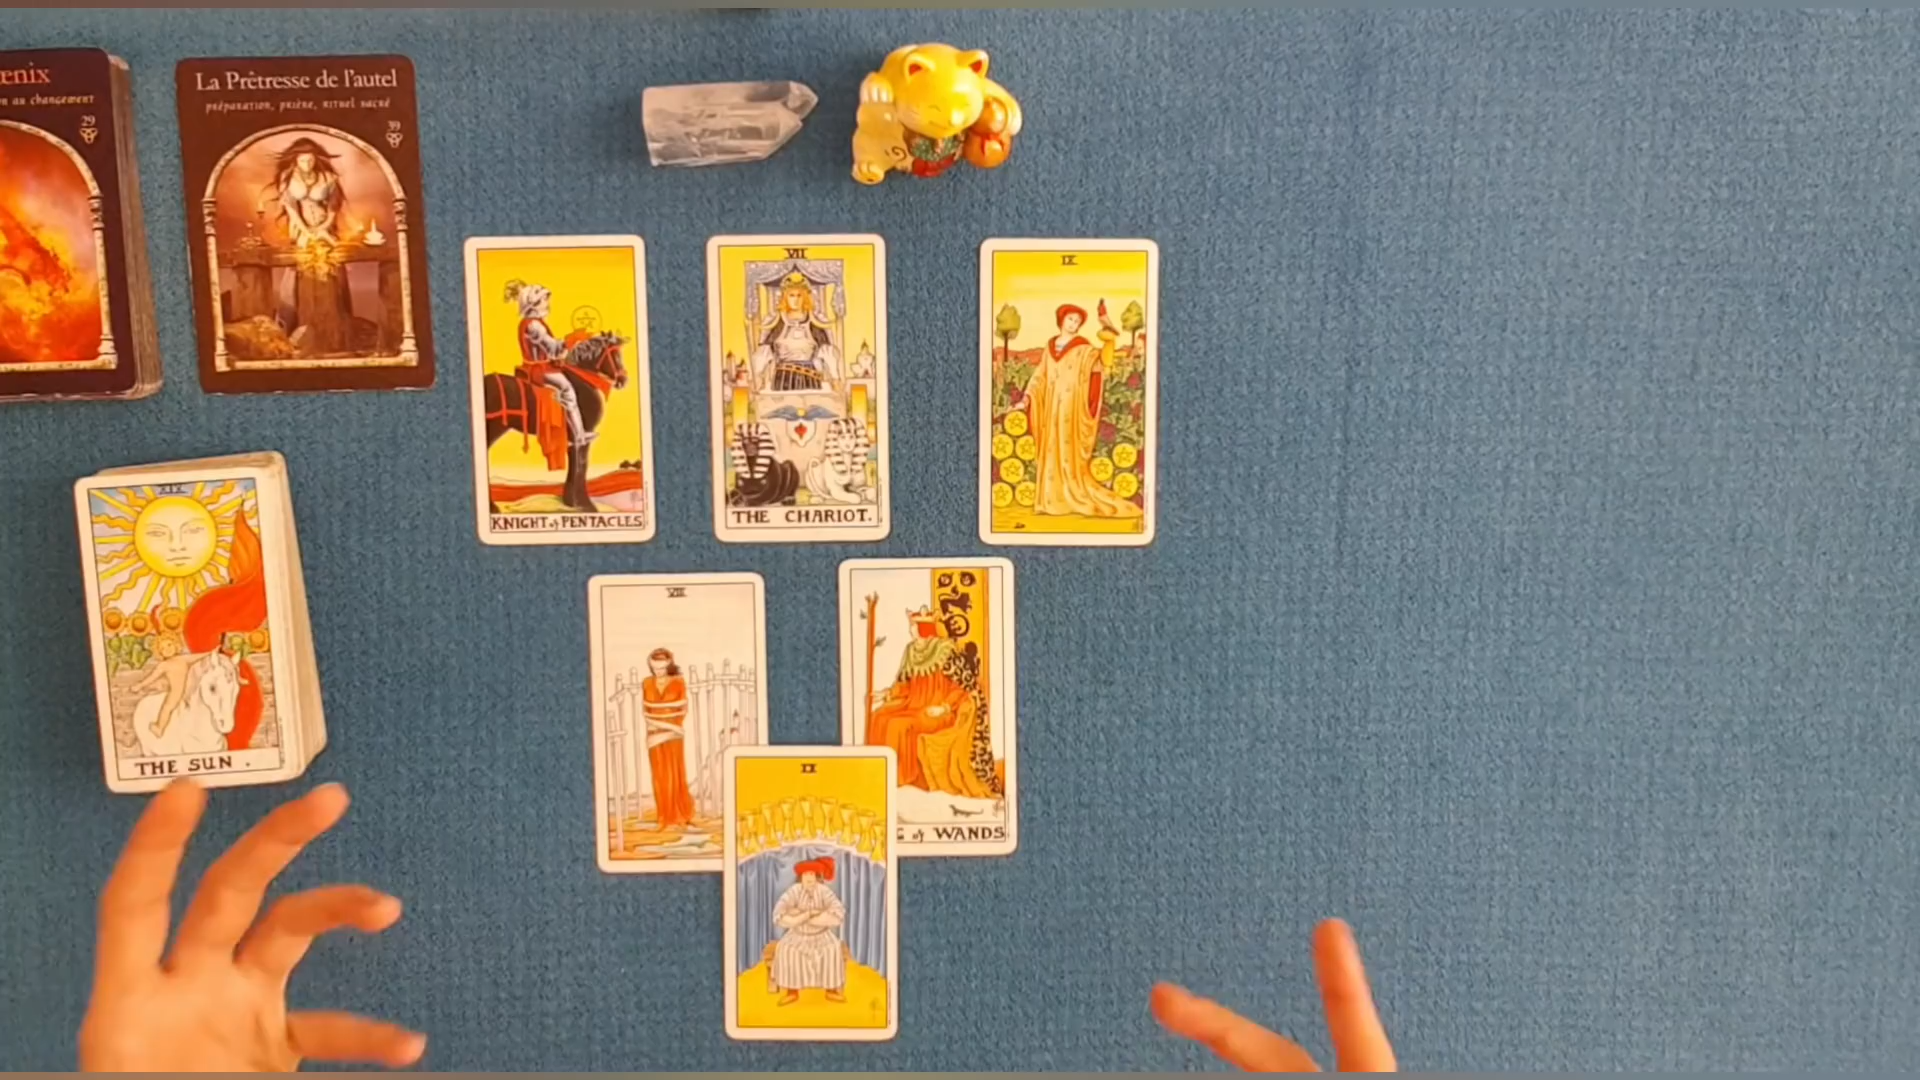 enix
n au changement
29
La Prêtresse de l'autel
préparation, prière, rituel sacré
39
KNIGHT of PENTACLES
VII
THE CHARIOT.
IX
XIX
THE SUN.
VIII
G of WANDS
IX